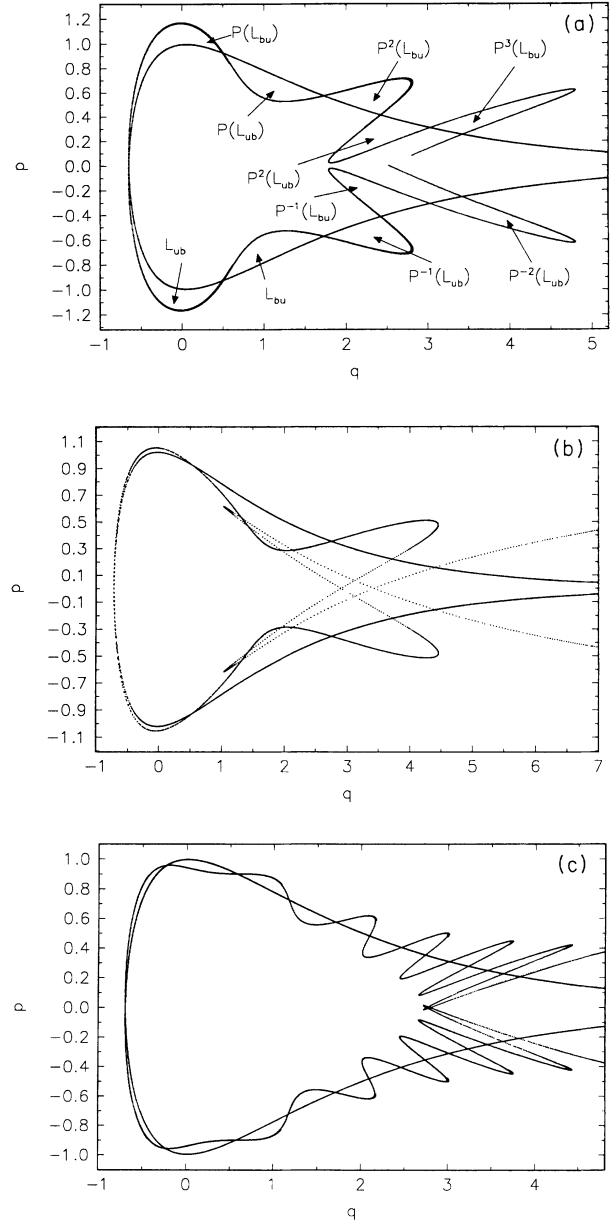 (a)
1.2
1.0
0.8
0.6
0.4
0.2
0.0
-0.2
-0.4
-0.6
-0.8
-1.0
-1.2
p
P(L_bu)
P²(L_bu)
P³(L_bu)
P(L_ub)
P²(L_ub)
P⁻¹(L_bu)
L_ub
L_bu
P⁻¹(L_ub)
P⁻²(L_ub)
-1 0 1 2 3 4 5
q
(b)
1.1
0.9
0.7
0.5
0.3
0.1
-0.1
-0.3
-0.5
-0.7
-0.9
-1.1
p
-1 0 1 2 3 4 5 6 7
q
(c)
1.0
0.8
0.6
0.4
0.2
0.0
-0.2
-0.4
-0.6
-0.8
-1.0
p
-1 0 1 2 3 4
q